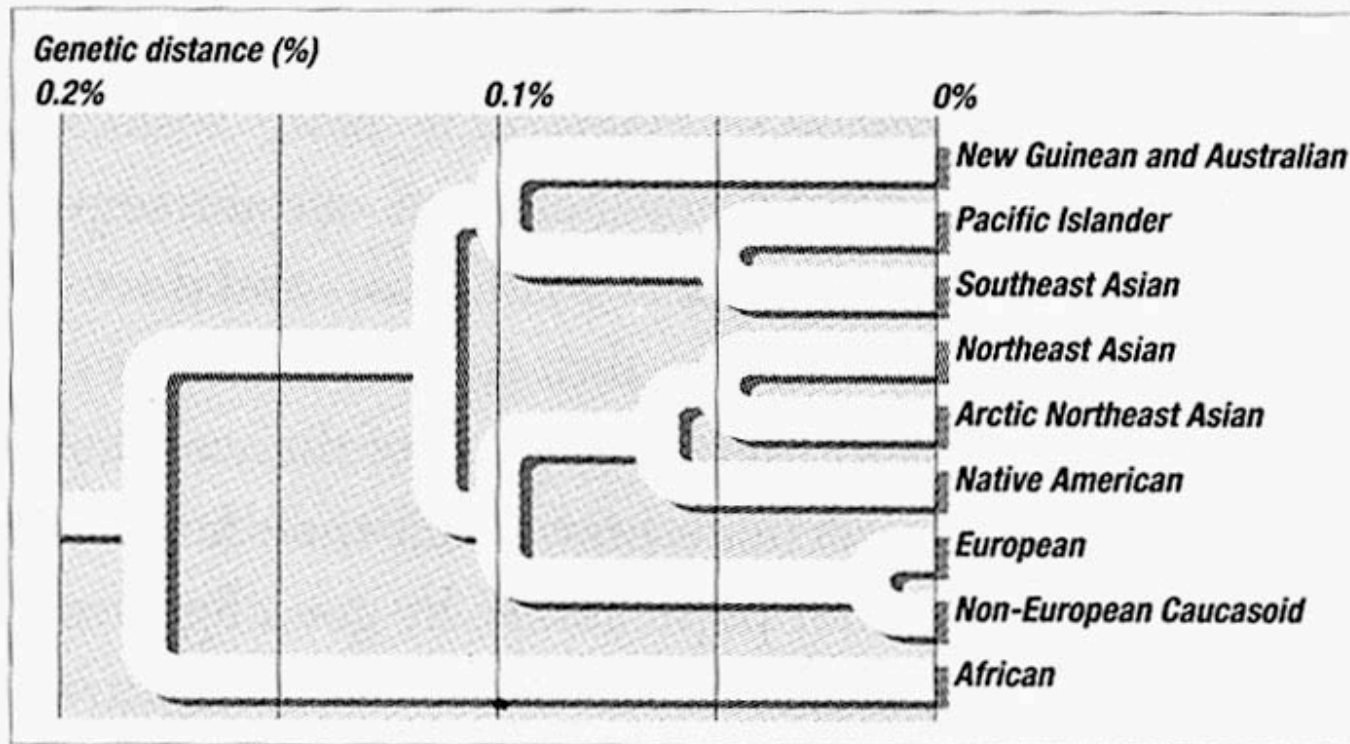 Genetic distance (%)
0.2% 0.1% 0%
New Guinean and Australian
Pacific Islander
Southeast Asian
Northeast Asian
Arctic Northeast Asian
Native American
European
Non-European Caucasoid
African